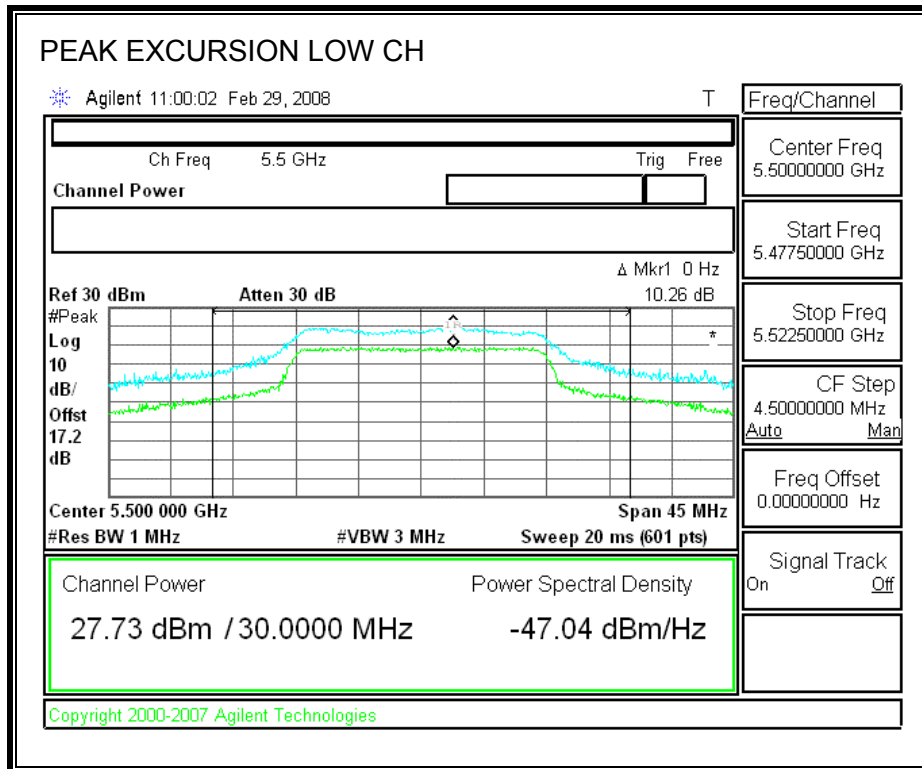 PEAK EXCURSION LOW CH
Agilent 11:00:02 Feb 29, 2008 T
Freq/Channel
Ch Freq 5.5 GHz Trig Free
Channel Power
Center Freq
5.50000000 GHz
Start Freq
5.47750000 GHz
Δ Mkr1 0 Hz
Ref 30 dBm Atten 30 dB 10.26 dB
#Peak
Log
10
dB/
Offst
17.2
dB
1R
*
Stop Freq
5.52250000 GHz
CF Step
4.50000000 MHz
Auto Man
Freq Offset
0.00000000 Hz
Center 5.500 000 GHz Span 45 MHz
#Res BW 1 MHz #VBW 3 MHz Sweep 20 ms (601 pts)
Signal Track
On Off
Channel Power Power Spectral Density
27.73 dBm / 30.0000 MHz -47.04 dBm/Hz
Copyright 2000-2007 Agilent Technologies